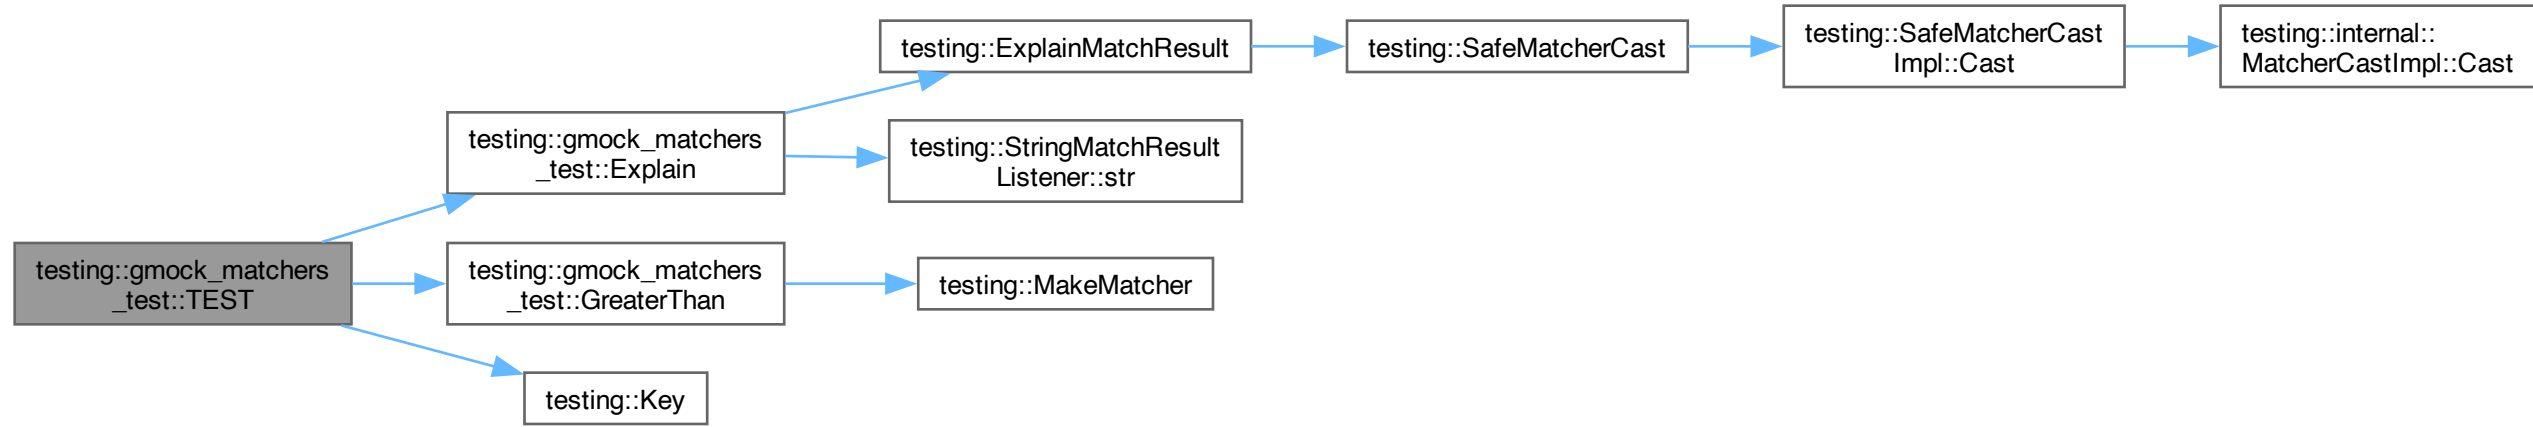 testing::ExplainMatchResult
testing::SafeMatcherCast
testing::SafeMatcherCast
Impl::Cast
testing::internal::
MatcherCastImpl::Cast
testing::gmock_matchers
_test::Explain
testing::StringMatchResult
Listener::str
testing::gmock_matchers
_test::TEST
testing::gmock_matchers
_test::GreaterThan
testing::MakeMatcher
testing::Key